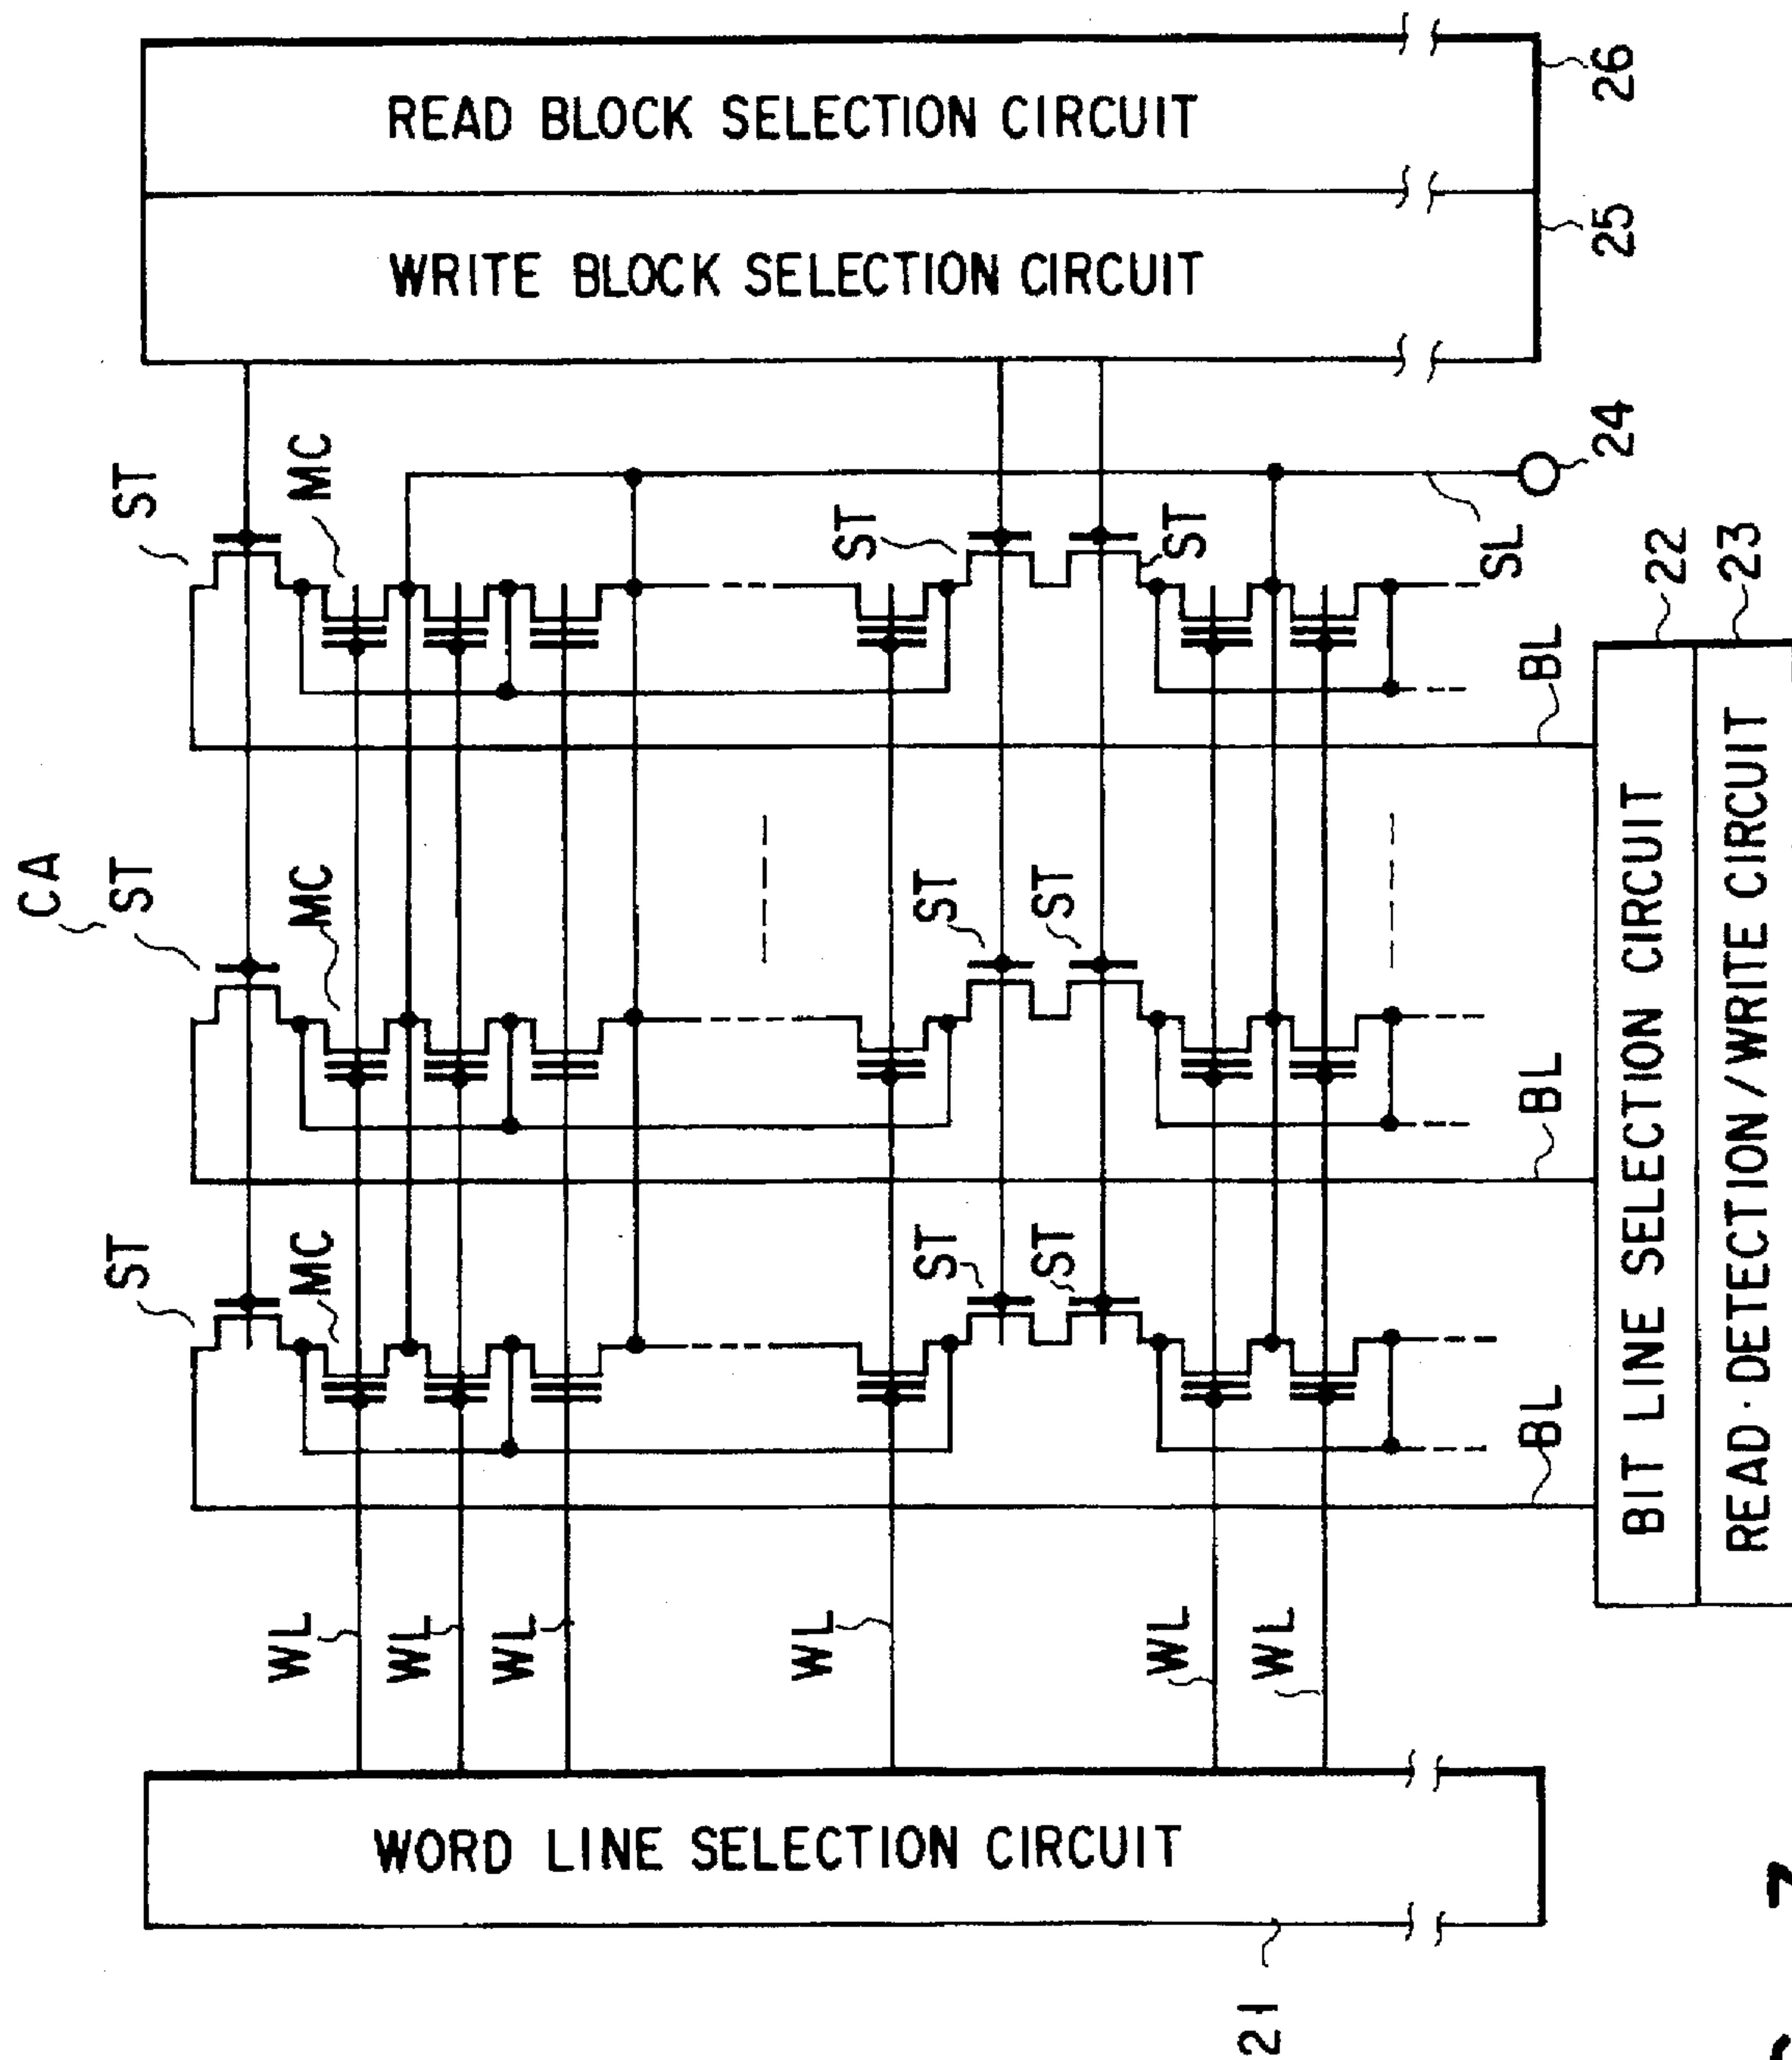 CA
ST
ST
ST
WL
MC
MC
MC
WL
WL
WL
ST
ST
ST
ST
ST
ST
WL
WL
WORD LINE SELECTION CIRCUIT
WRITE BLOCK SELECTION CIRCUIT
READ BLOCK SELECTION CIRCUIT
21
SL
BL
BL
BL
24
25
26
BIT LINE SELECTION CIRCUIT
22
READ·DETECTION/WRITE CIRCUIT
23